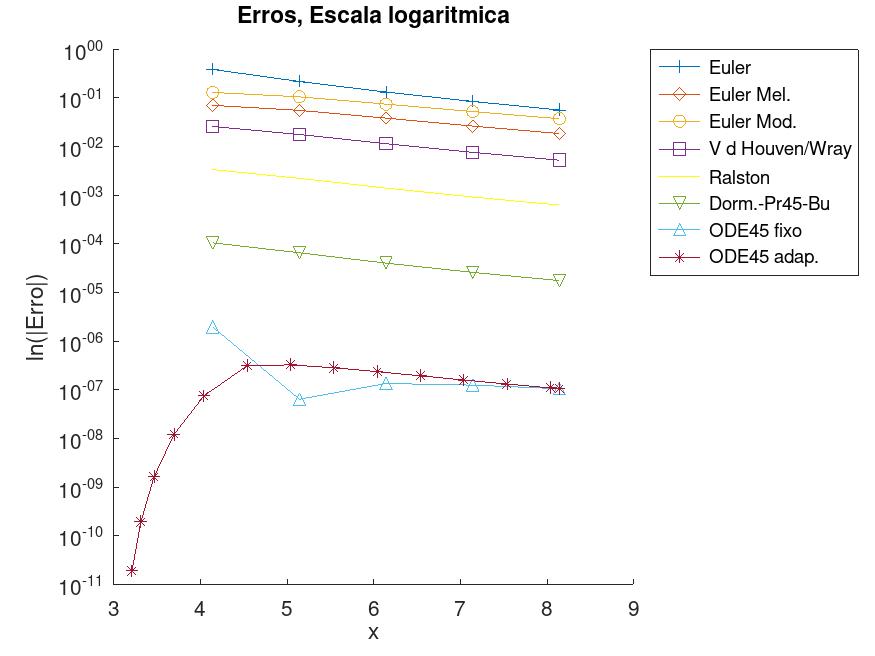 Erros, Escala logaritmica
10^00
10^-01
10^-02
10^-03
10^-04
10^-05
10^-06
10^-07
10^-08
10^-09
10^-10
10^-11
ln(|Erro|)
3 4 5 6 7 8 9
x
Euler
Euler Mel.
Euler Mod.
V d Houven/Wray
Ralston
Dorm.-Pr45-Bu
ODE45 fixo
ODE45 adap.